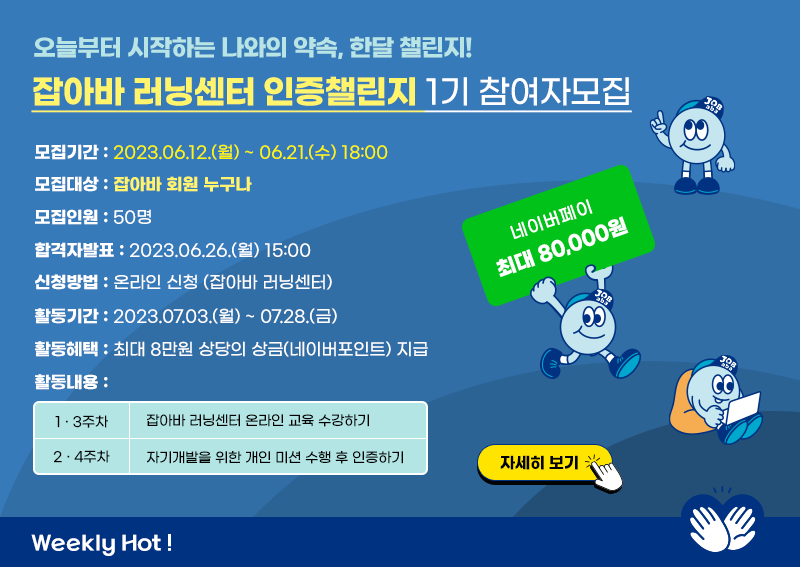 오늘부터 시작하는 나와의 약속, 한달 챌린지!
잡아바 러닝센터 인증챌린지 1기 참여자모집
모집기간 : 2023.06.12.(월) ~ 06.21.(수) 18:00
모집대상 : 잡아바 회원 누구나
모집인원 : 50명
합격자발표 : 2023.06.26.(월) 15:00
신청방법 : 온라인 신청 (잡아바 러닝센터)
활동기간 : 2023.07.03.(월) ~ 07.28.(금)
활동혜택 : 최대 8만원 상당의 상금(네이버포인트) 지급
활동내용 :
1 · 3주차 잡아바 러닝센터 온라인 교육 수강하기
2 · 4주차 자기개발을 위한 개인 미션 수행 후 인증하기
JOB
aba
네이버페이
최대 80,000원
JOB
aba
JOB
aba
자세히 보기
Weekly Hot !